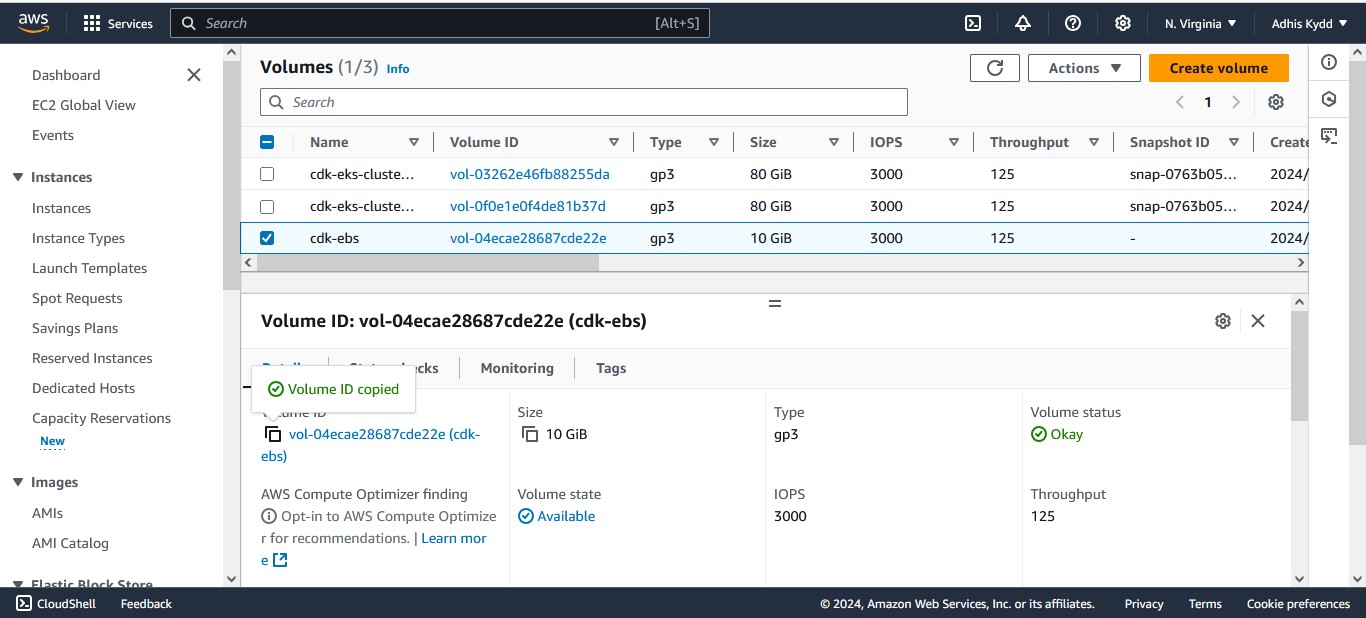 aws Services Search [Alt+S] N. Virginia Adhis Kydd
Dashboard
EC2 Global View
Events
Instances
Instances
Instance Types
Launch Templates
Spot Requests
Savings Plans
Reserved Instances
Dedicated Hosts
Capacity Reservations
New
Images
AMIs
AMI Catalog
Elastic Block Store
Volumes (1/3) Info Actions Create volume
Search 1
Name Volume ID Type Size IOPS Throughput Snapshot ID Create
cdk-eks-cluste... vol-03262e46fb88255da gp3 80 GiB 3000 125 snap-0763b05... 2024/
cdk-eks-cluste... vol-0f0e1e0f4de81b37d gp3 80 GiB 3000 125 snap-0763b05... 2024/
cdk-ebs vol-04ecae28687cde22e gp3 10 GiB 3000 125 - 2024/
Volume ID: vol-04ecae28687cde22e (cdk-ebs)
Monitoring Tags
Volume ID copied
Volume ID
vol-04ecae28687cde22e (cdk-
ebs)
Size
10 GiB
Type
gp3
Volume status
Okay
AWS Compute Optimizer finding
Opt-in to AWS Compute Optimize
r for recommendations. | Learn mor
e
Volume state
Available
IOPS
3000
Throughput
125
CloudShell Feedback © 2024, Amazon Web Services, Inc. or its affiliates. Privacy Terms Cookie preferences